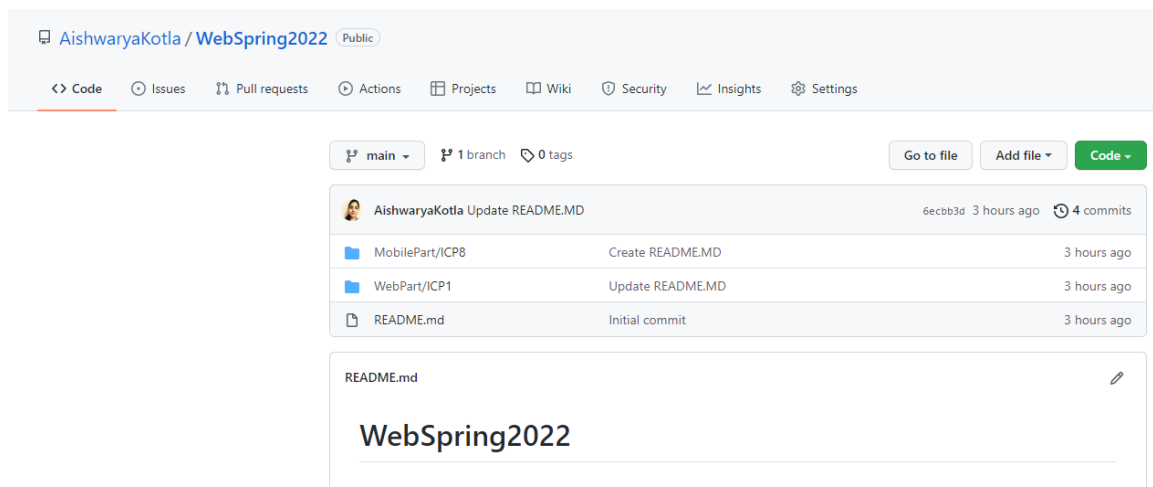 AishwaryaKotla / WebSpring2022 Public
Code Issues Pull requests Actions Projects Wiki Security Insights Settings
main 1 branch 0 tags Go to file Add file Code
AishwaryaKotla Update README.MD 6ecbb3d 3 hours ago 4 commits
MobilePart/ICP8 Create README.MD 3 hours ago
WebPart/ICP1 Update README.MD 3 hours ago
README.md Initial commit 3 hours ago
README.md
WebSpring2022